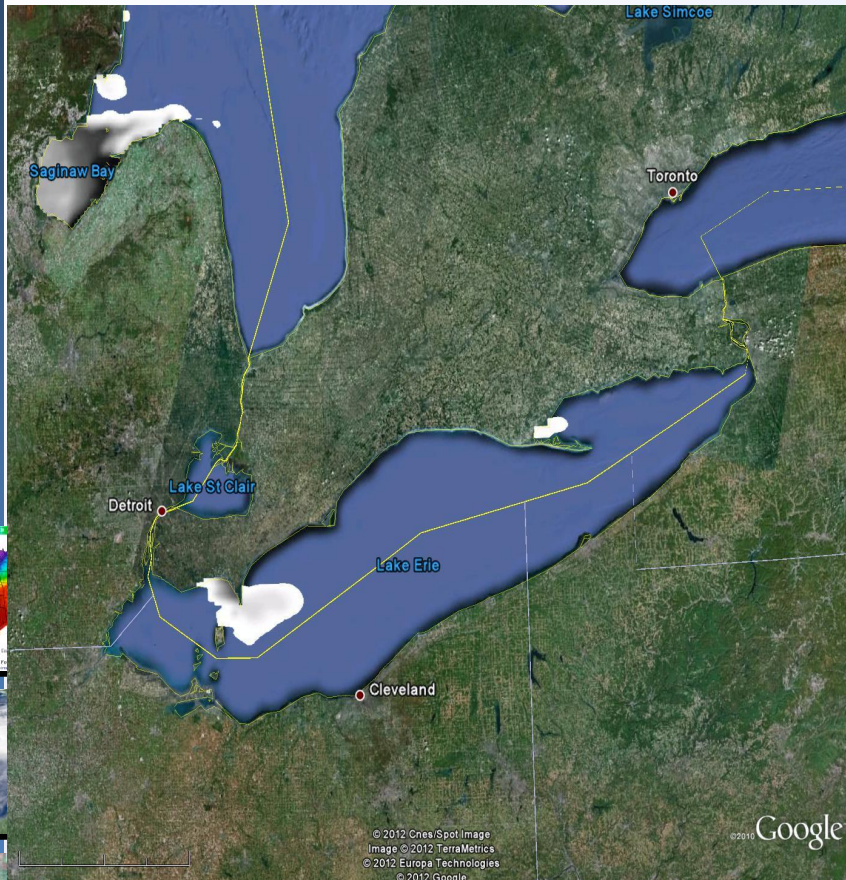 Lake Simcoe
Saginaw Bay
Toronto
Lake St Clair
Detroit
Lake Erie
Cleveland
© 2012 Cnes/Spot Image
Image © 2012 TerraMetrics
© 2012 Europa Technologies
© 2012 Google
©2010 Google